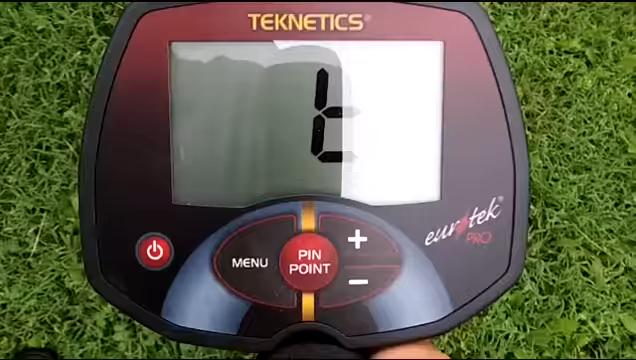 TEKNETICS®
t
eurotek®
PRO
MENU
PIN
POINT
+
−